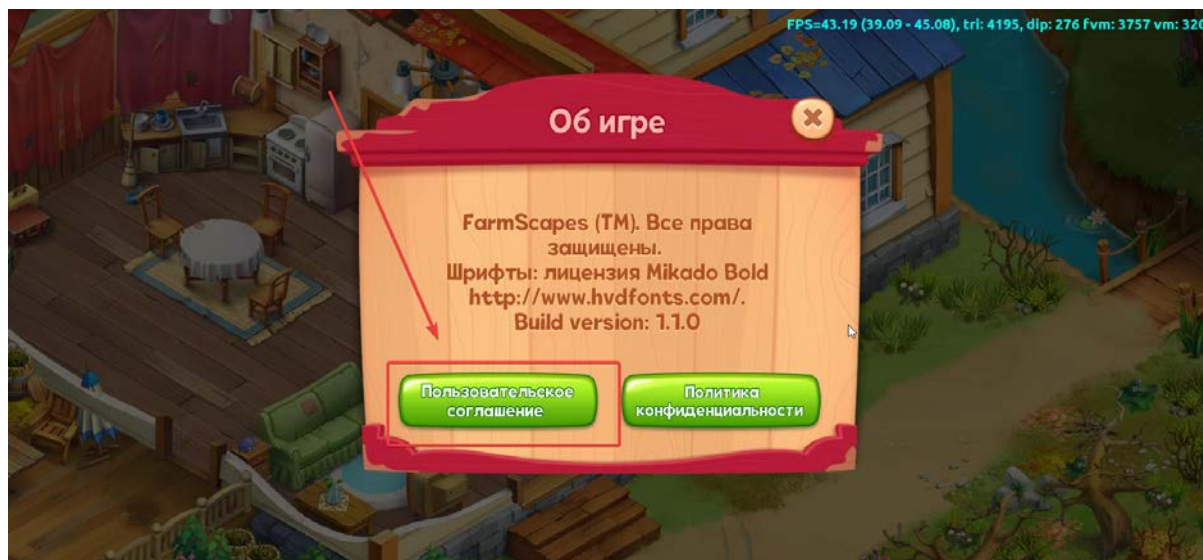 FPS=43.19 (39.09 - 45.08), tri: 4195, dip: 276 fvm: 3757 vm: 320
Об игре
FarmScapes (TM). Все права
защищены.
Шрифты: лицензия Mikado Bold
http://www.hvdfonts.com/.
Build version: 1.1.0
Пользовательское
соглашение
Политика
конфиденциальности